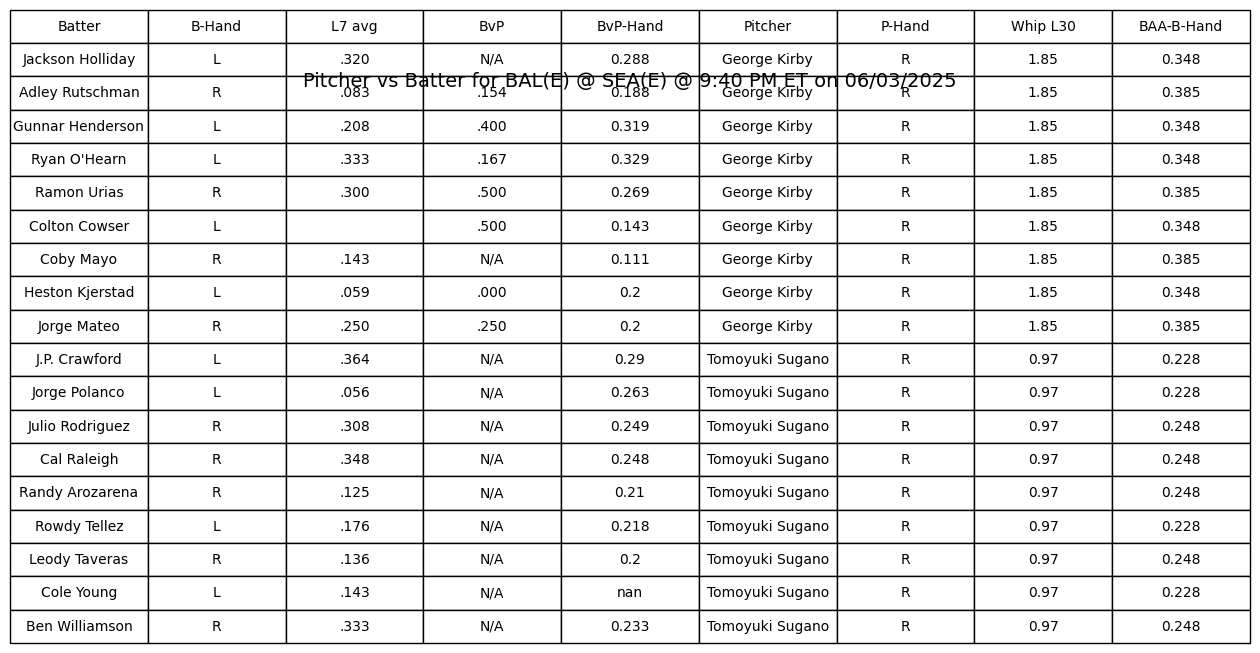 Batter B-Hand L7 avg BvP BvP-Hand Pitcher P-Hand Whip L30 BAA-B-Hand
Jackson Holliday L .320 N/A 0.288 George Kirby R 1.85 0.348
Pitcher vs Batter for BAL(E) @ SEA(E) @ 9:40 PM ET on 06/03/2025
Adley Rutschman R .083 .154 0.188 George Kirby R 1.85 0.385
Gunnar Henderson L .208 .400 0.319 George Kirby R 1.85 0.348
Ryan O'Hearn L .333 .167 0.329 George Kirby R 1.85 0.348
Ramon Urias R .300 .500 0.269 George Kirby R 1.85 0.385
Colton Cowser L .500 0.143 George Kirby R 1.85 0.348
Coby Mayo R .143 N/A 0.111 George Kirby R 1.85 0.385
Heston Kjerstad L .059 .000 0.2 George Kirby R 1.85 0.348
Jorge Mateo R .250 .250 0.2 George Kirby R 1.85 0.385
J.P. Crawford L .364 N/A 0.29 Tomoyuki Sugano R 0.97 0.228
Jorge Polanco L .056 N/A 0.263 Tomoyuki Sugano R 0.97 0.228
Julio Rodriguez R .308 N/A 0.249 Tomoyuki Sugano R 0.97 0.248
Cal Raleigh R .348 N/A 0.248 Tomoyuki Sugano R 0.97 0.248
Randy Arozarena R .125 N/A 0.21 Tomoyuki Sugano R 0.97 0.248
Rowdy Tellez L .176 N/A 0.218 Tomoyuki Sugano R 0.97 0.228
Leody Taveras R .136 N/A 0.2 Tomoyuki Sugano R 0.97 0.248
Cole Young L .143 N/A nan Tomoyuki Sugano R 0.97 0.228
Ben Williamson R .333 N/A 0.233 Tomoyuki Sugano R 0.97 0.248